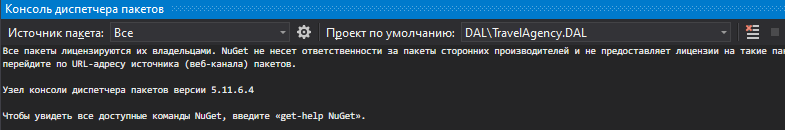 Консоль диспетчера пакетов
Источник пакета: Все Проект по умолчанию: DAL\TravelAgency.DAL
Все пакеты лицензируются их владельцами. NuGet не несет ответственности за пакеты сторонних производителей и не предоставляет лицензии на такие
перейдите по URL-адресу источника (веб-канала) пакетов.
Узел консоли диспетчера пакетов версии 5.11.6.4
Чтобы увидеть все доступные команды NuGet, введите «get-help NuGet».